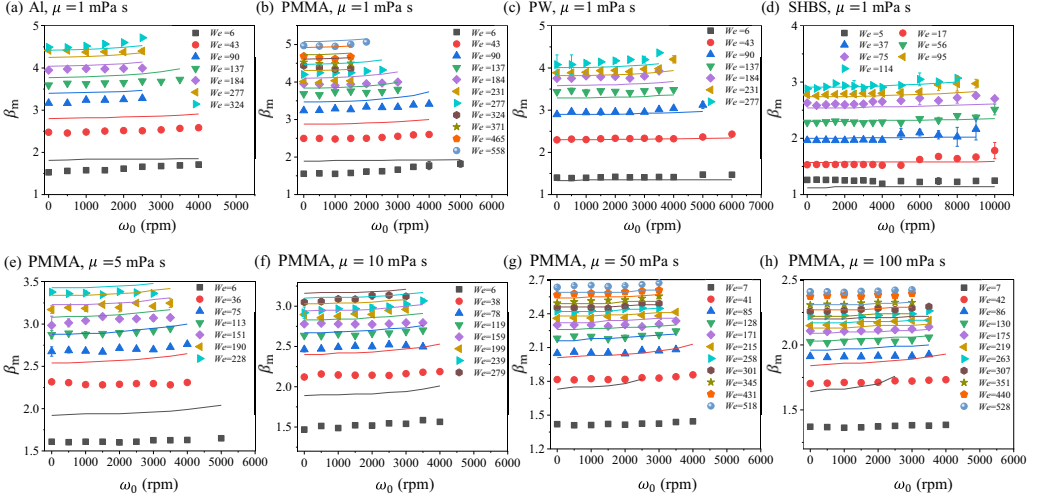 (a) Al, μ = 1 mPa s
βm
5
4
3
2
1
0 1000 2000 3000 4000 5000
ω0 (rpm)
We =6
We =43
We =90
We =137
We =184
We =277
We =324
(b) PMMA, μ = 1 mPa s
5
4
3
2
1
0 1000 2000 3000 4000 5000 6000
ω0 (rpm)
We =6
We =43
We =90
We =137
We =184
We =231
We =277
We =324
We =371
We =465
We =558
(c) PW, μ = 1 mPa s
5
4
3
2
1
0 1000 2000 3000 4000 5000 6000 7000
ω0 (rpm)
We =6
We =43
We =90
We =137
We =184
We =231
We =277
(d) SHBS, μ = 1 mPa s
4
3
2
1
0 2000 4000 6000 8000 10000
ω0 (rpm)
We =5 We =17
We =37 We =56
We =75 We =95
We =114
(e) PMMA, μ = 5 mPa s
βm
3.5
3.0
2.5
2.0
1.5
0 1000 2000 3000 4000 5000 6000
ω0 (rpm)
We=6
We=36
We=75
We=113
We=151
We=190
We=228
(f) PMMA, μ = 10 mPa s
3.0
2.5
2.0
1.5
0 1000 2000 3000 4000 5000 6000
ω0 (rpm)
We=6
We=38
We=78
We=119
We=159
We=199
We=239
We=279
(g) PMMA, μ = 50 mPa s
2.7
2.4
2.1
1.8
1.5
1.2
0 1000 2000 3000 4000 5000 6000
ω0 (rpm)
We=7
We=41
We=85
We=128
We=171
We=215
We=258
We=301
We=345
We=431
We=518
(h) PMMA, μ = 100 mPa s
2.5
2.0
1.5
1.0
0 1000 2000 3000 4000 5000 6000
ω0 (rpm)
We=7
We=42
We=86
We=130
We=175
We=219
We=263
We=307
We=351
We=440
We=528